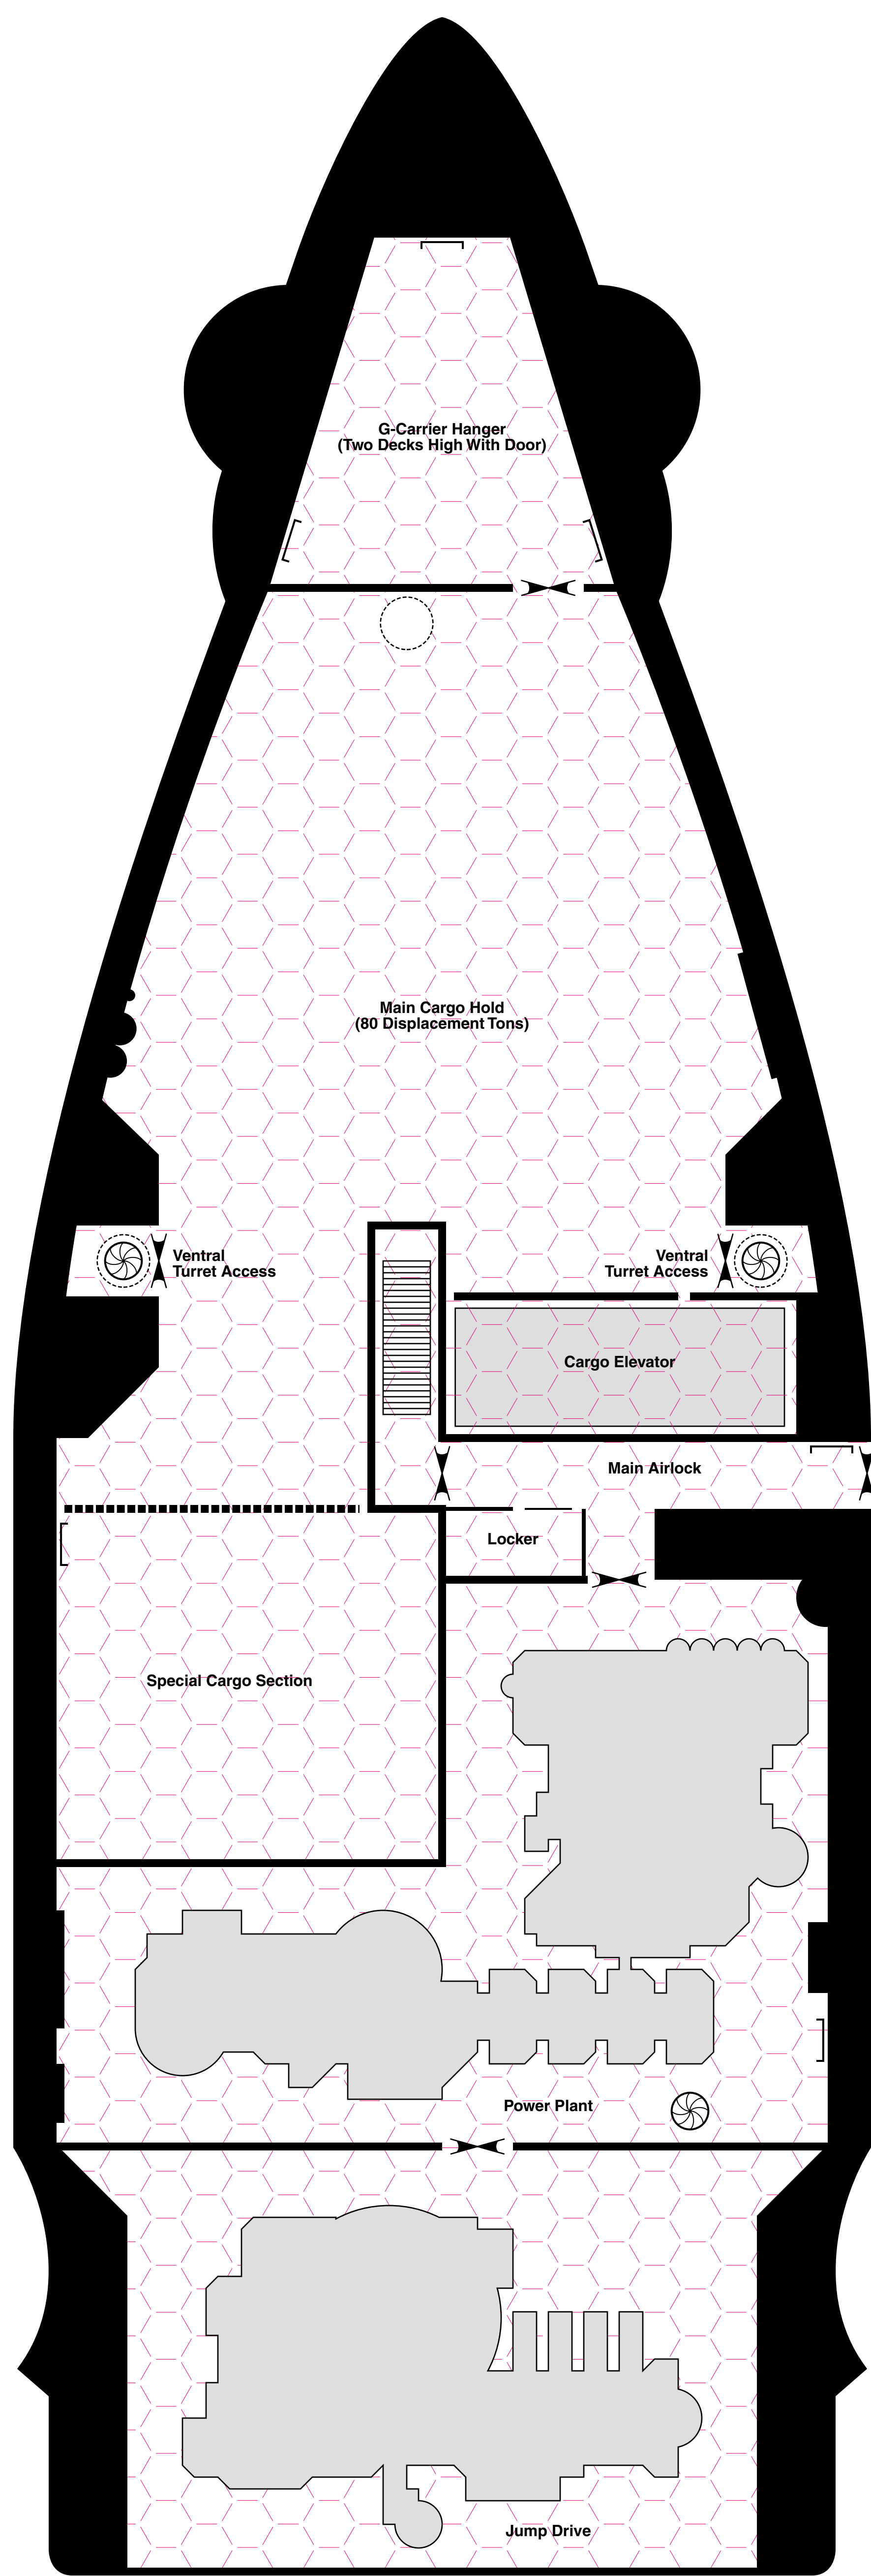 G-Carrier Hanger
(Two Decks High With Door)
Main Cargo Hold
(80 Displacement Tons)
Ventral
Turret Access
Ventral
Turret Access
Cargo Elevator
Main Airlock
Locker
Special Cargo Section
Power Plant
Jump Drive